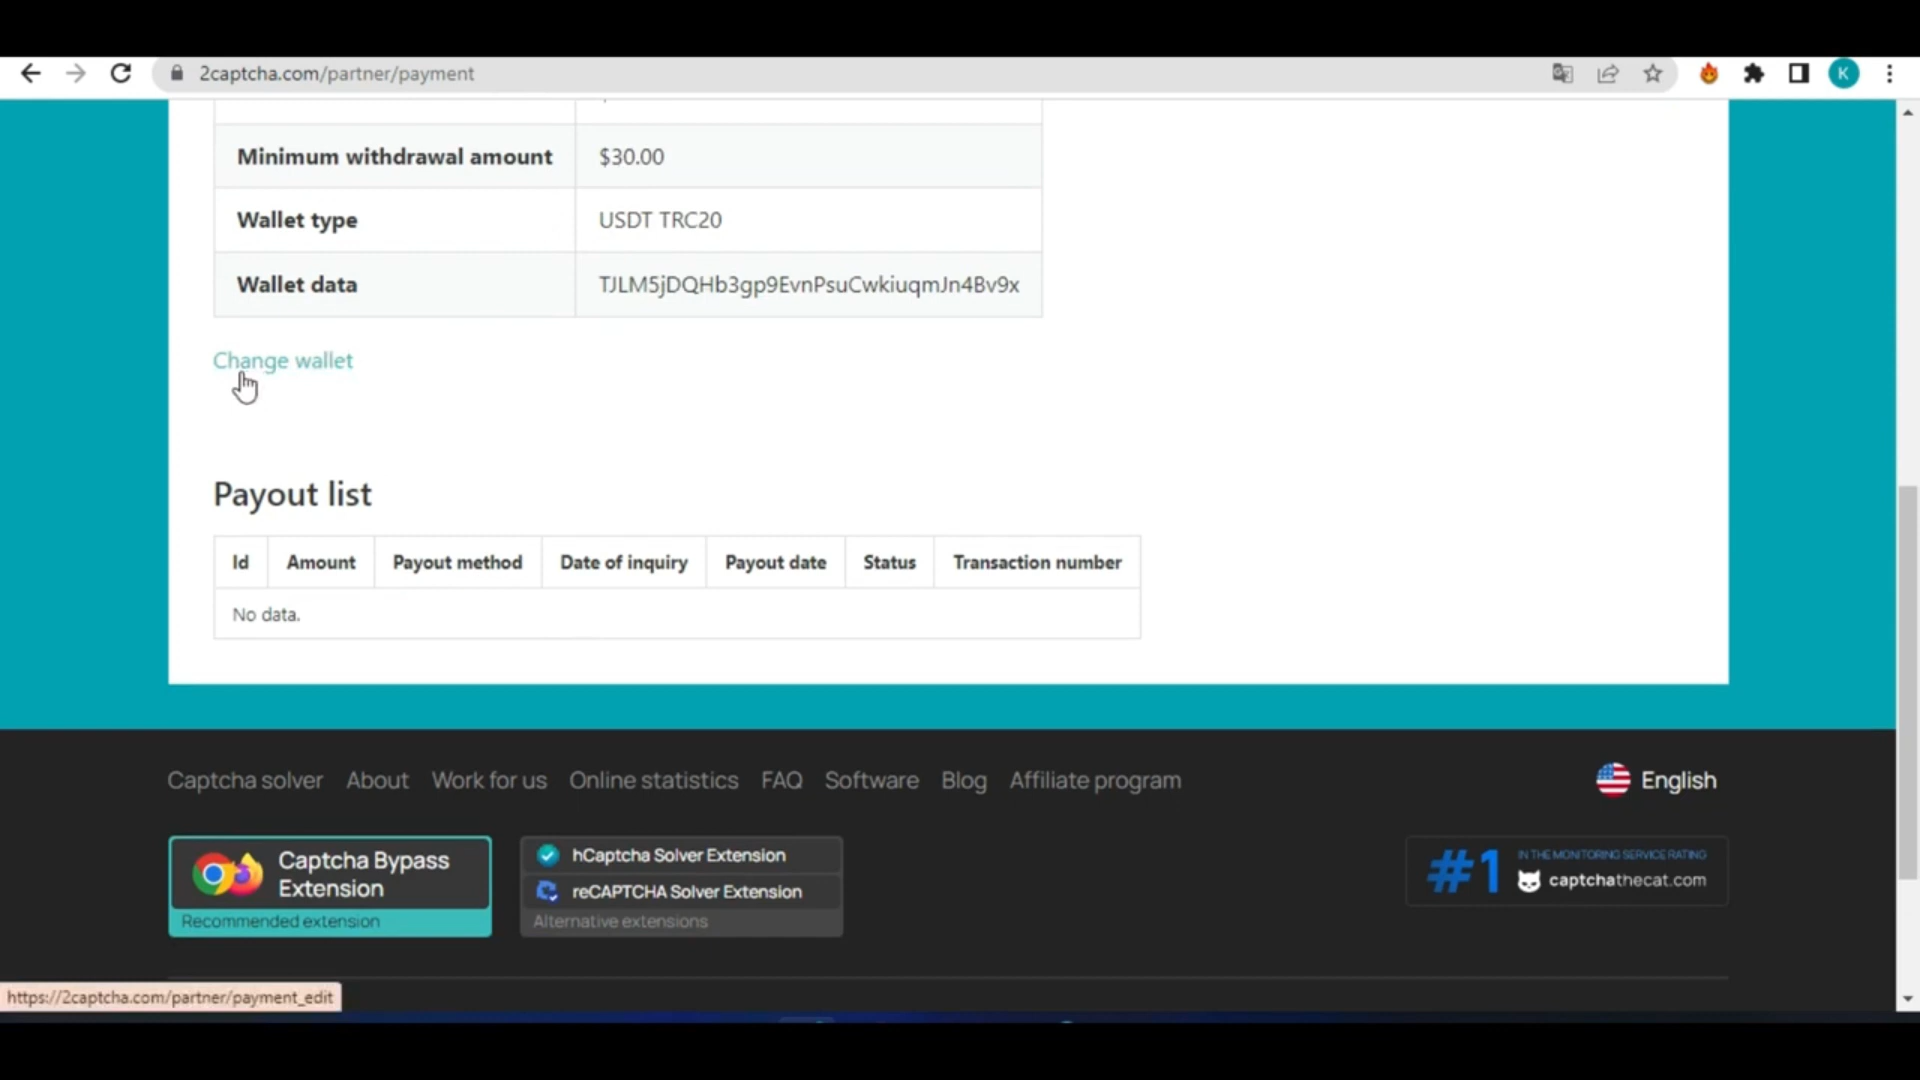 2captcha.com/partner/payment
K
Minimum withdrawal amount $30.00
Wallet type USDT TRC20
Wallet data TJLM5jDQHb3gp9EvnPsuCwkiuqmJn4Bv9x
Change wallet
Payout list
Id Amount Payout method Date of inquiry Payout date Status Transaction number
No data.
Captcha solver About Work for us Online statistics FAQ Software Blog Affiliate program English
Captcha Bypass
Extension
Recommended extension
hCaptcha Solver Extension
reCAPTCHA Solver Extension
Alternative extensions
#1 IN THE MONITORING SERVICE RATING
captchathecat.com
https://2captcha.com/partner/payment_edit